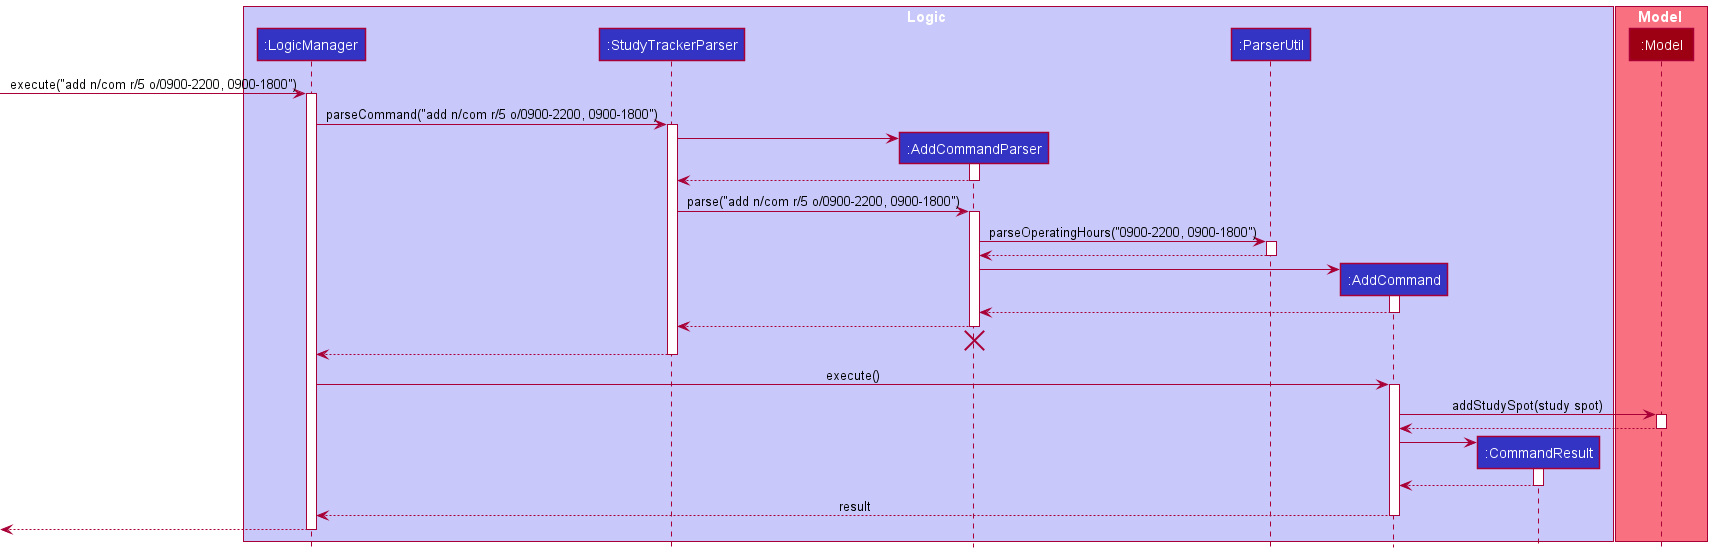 Logic
Model
:LogicManager
:StudyTrackerParser
:ParserUtil
:Model
execute("add n/com r/5 o/0900-2200, 0900-1800")
parseCommand("add n/com r/5 o/0900-2200, 0900-1800")
:AddCommandParser
parse("add n/com r/5 o/0900-2200, 0900-1800")
parseOperatingHours("0900-2200, 0900-1800")
:AddCommand
execute()
addStudySpot(study spot)
:CommandResult
result